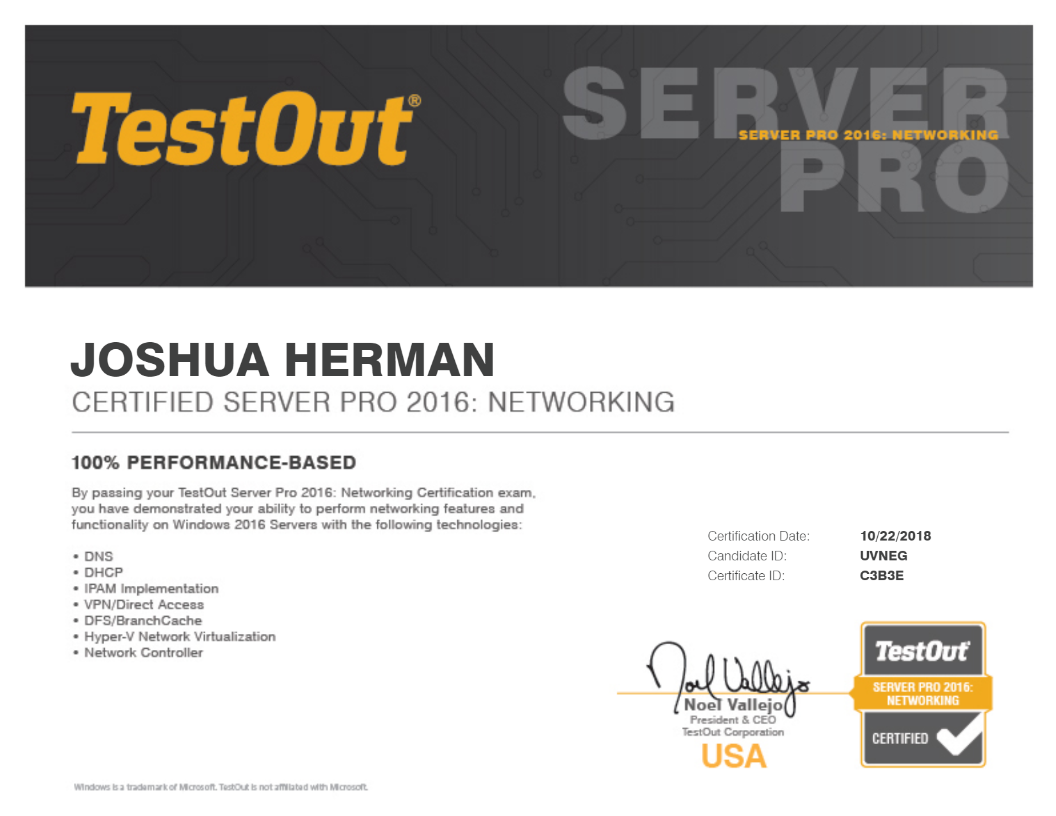 TestOut®
SERVER
SERVER PRO 2016: NETWORKING
PRO
JOSHUA HERMAN
CERTIFIED SERVER PRO 2016: NETWORKING
100% PERFORMANCE-BASED
By passing your TestOut Server Pro 2016: Networking Certification exam,
you have demonstrated your ability to perform networking features and
functionality on Windows 2016 Servers with the following technologies:
• DNS
• DHCP
• IPAM Implementation
• VPN/Direct Access
• DFS/BranchCache
• Hyper-V Network Virtualization
• Network Controller
Certification Date: 10/22/2018
Candidate ID: UVNEG
Certificate ID: C3B3E
Noel Vallejo
Noel Vallejo
President & CEO
TestOut Corporation
USA
TestOut
SERVER PRO 2016:
NETWORKING
CERTIFIED
Windows is a trademark of Microsoft. TestOut is not affiliated with Microsoft.